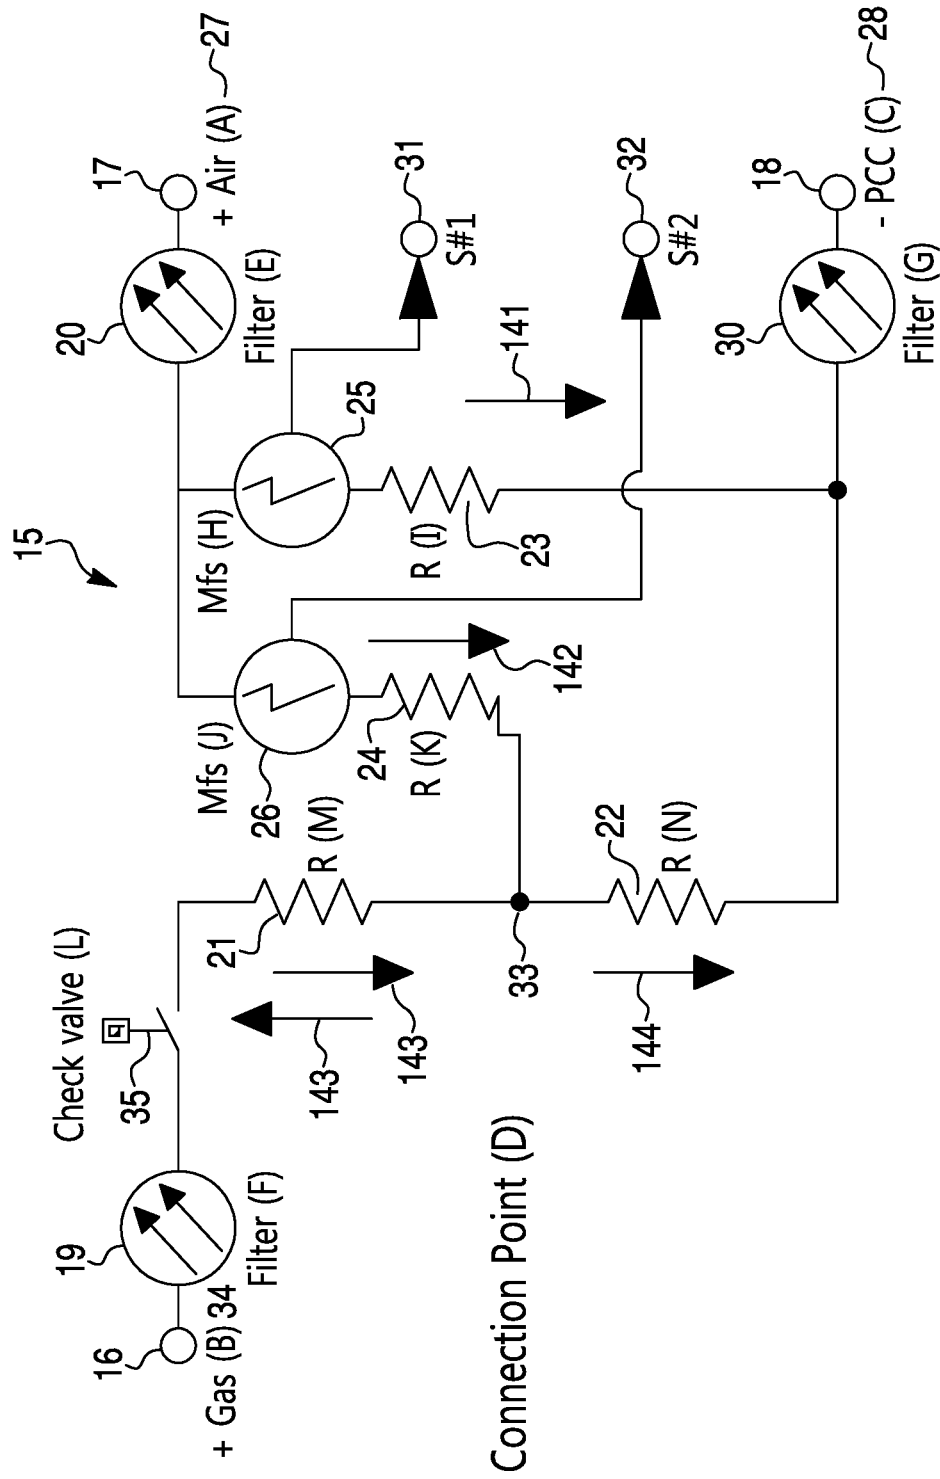 15
16
+ Gas (B) 34
19
Filter (F)
Check valve (L)
35
21
R (M)
143
143
33
22
R (N)
144
Connection Point (D)
Mfs (J)
26
24
R (K)
142
Mfs (H)
25
R (I)
23
141
20
Filter (E)
17
+ Air (A)
27
31
S#1
32
S#2
30
Filter (G)
18
- PCC (C)
28